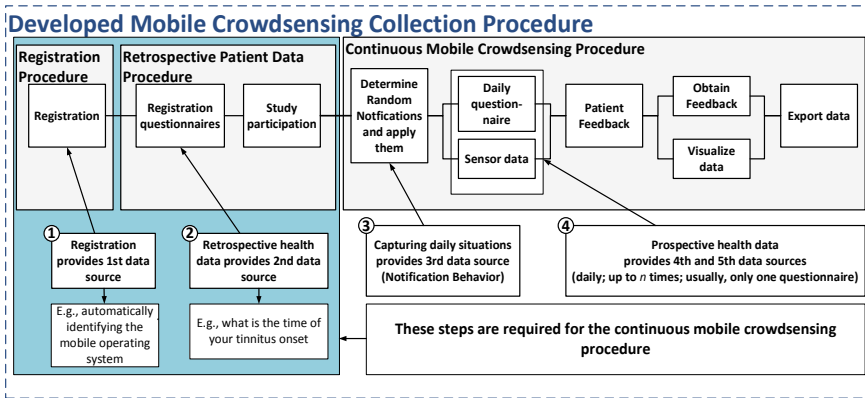 Developed Mobile Crowdsensing Collection Procedure
Registration
Procedure
Retrospective Patient Data
Procedure
Continuous Mobile Crowdsensing Procedure
Registration
Registration
questionnaires
Study
participation
Determine
Random
Notfications
and apply
them
Daily
question-
naire
Sensor data
Patient
Feedback
Obtain
Feedback
Visualize
data
Export data
1
Registration
provides 1st data
source
2
Retrospective health
data provides 2nd data
source
3
Capturing daily situations
provides 3rd data source
(Notification Behavior)
4
Prospective health data
provides 4th and 5th data sources
(daily; up to n times; usually, only one questionnaire)
E.g., automatically
identifying the
mobile operating
system
E.g., what is the time of
your tinnitus onset
These steps are required for the continuous mobile crowdsensing
procedure